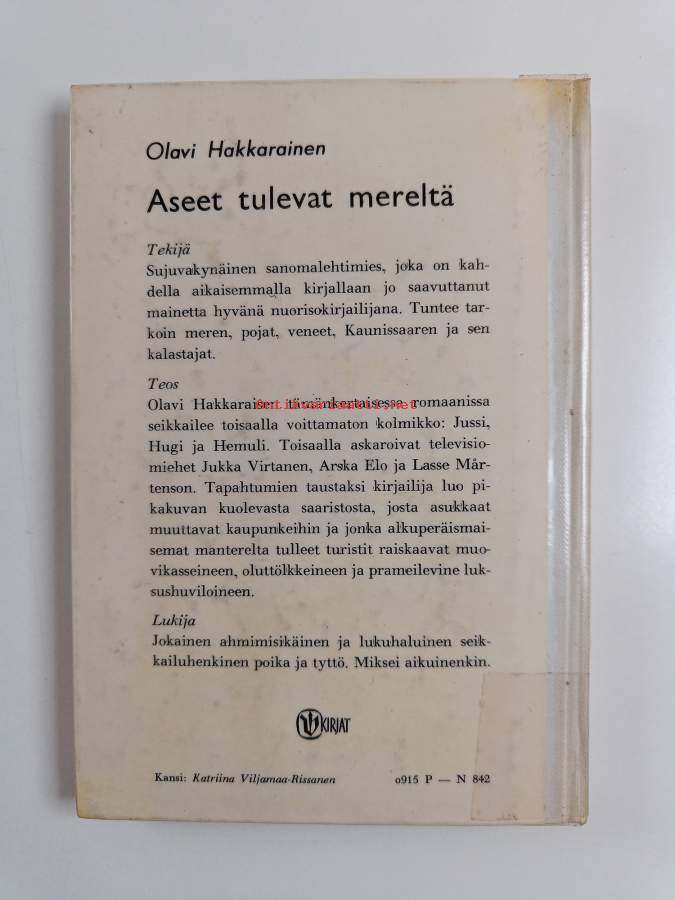 Olavi Hakkarainen
Aseet tulevat mereltä
Tekijä
Sujuvakynäinen sanomalehtimies, joka on kah-
della aikaisemmalla kirjallaan jo saavuttanut
mainetta hyvänä nuorisokirjailijana. Tuntee tar-
koin meren, pojat, veneet, Kaunissaaren ja sen
kalastajat.
Teos
Olavi Hakkaraisen tämänkertaisessa romaanissa
seikkailee toisaalla voittamaton kolmikko: Jussi,
Hugi ja Hemuli. Toisaalla askaroivat televisio-
miehet Jukka Virtanen, Arska Elo ja Lasse Mår-
tenson. Tapahtumien taustaksi kirjailija luo pi-
kakuvan kuolevasta saaristosta, josta asukkaat
muuttavat kaupunkeihin ja jonka alkuperäismai-
semat manterelta tulleet turistit raiskaavat muo-
vikasseineen, oluttölkkeineen ja prameilevine luk-
sushuviloineen.
Lukija
Jokainen ahmimisikäinen ja lukuhaluinen seik-
kailuhenkinen poika ja tyttö. Miksei aikuinenkin.
KIRJAT
Kansi: Katriina Viljamaa-Rissanen o915 P — N 842